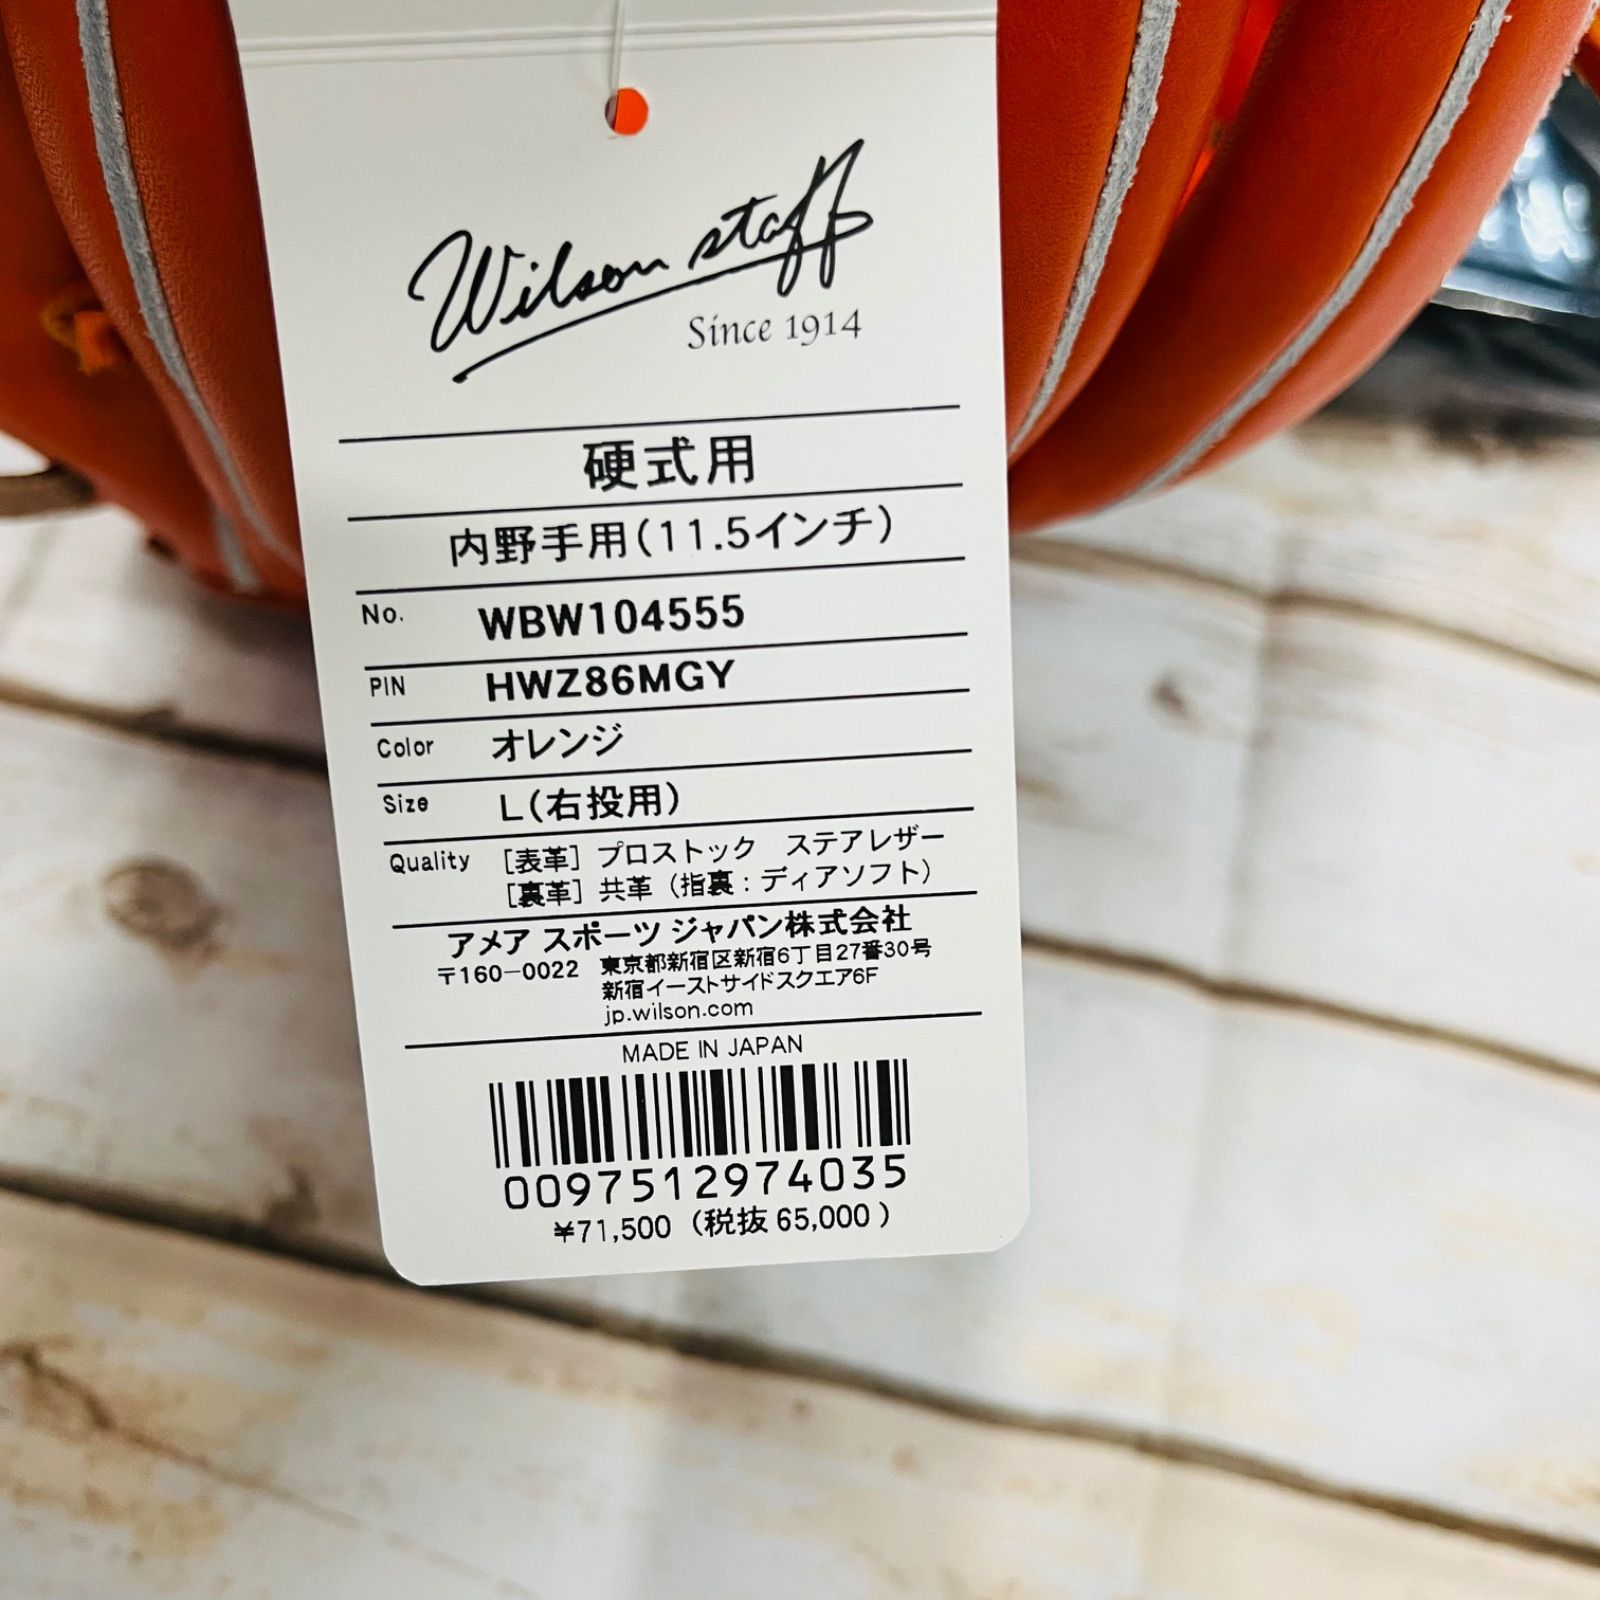 Wilson staff
Since 1914
硬式用
内野手用(11.5インチ)
No. WBW104555
PIN HWZ86MGY
Color オレンジ
Size L(右投用)
Quality [表革] プロストック ステアレザー
[裏革] 共革 (指裏:ディアソフト)
アメア スポーツ ジャパン株式会社
〒160-0022 東京都新宿区新宿6丁目27番30号
新宿イーストサイドスクエア6F
jp.wilson.com
MADE IN JAPAN
0097512974035
¥71,500 (税抜 65,000)